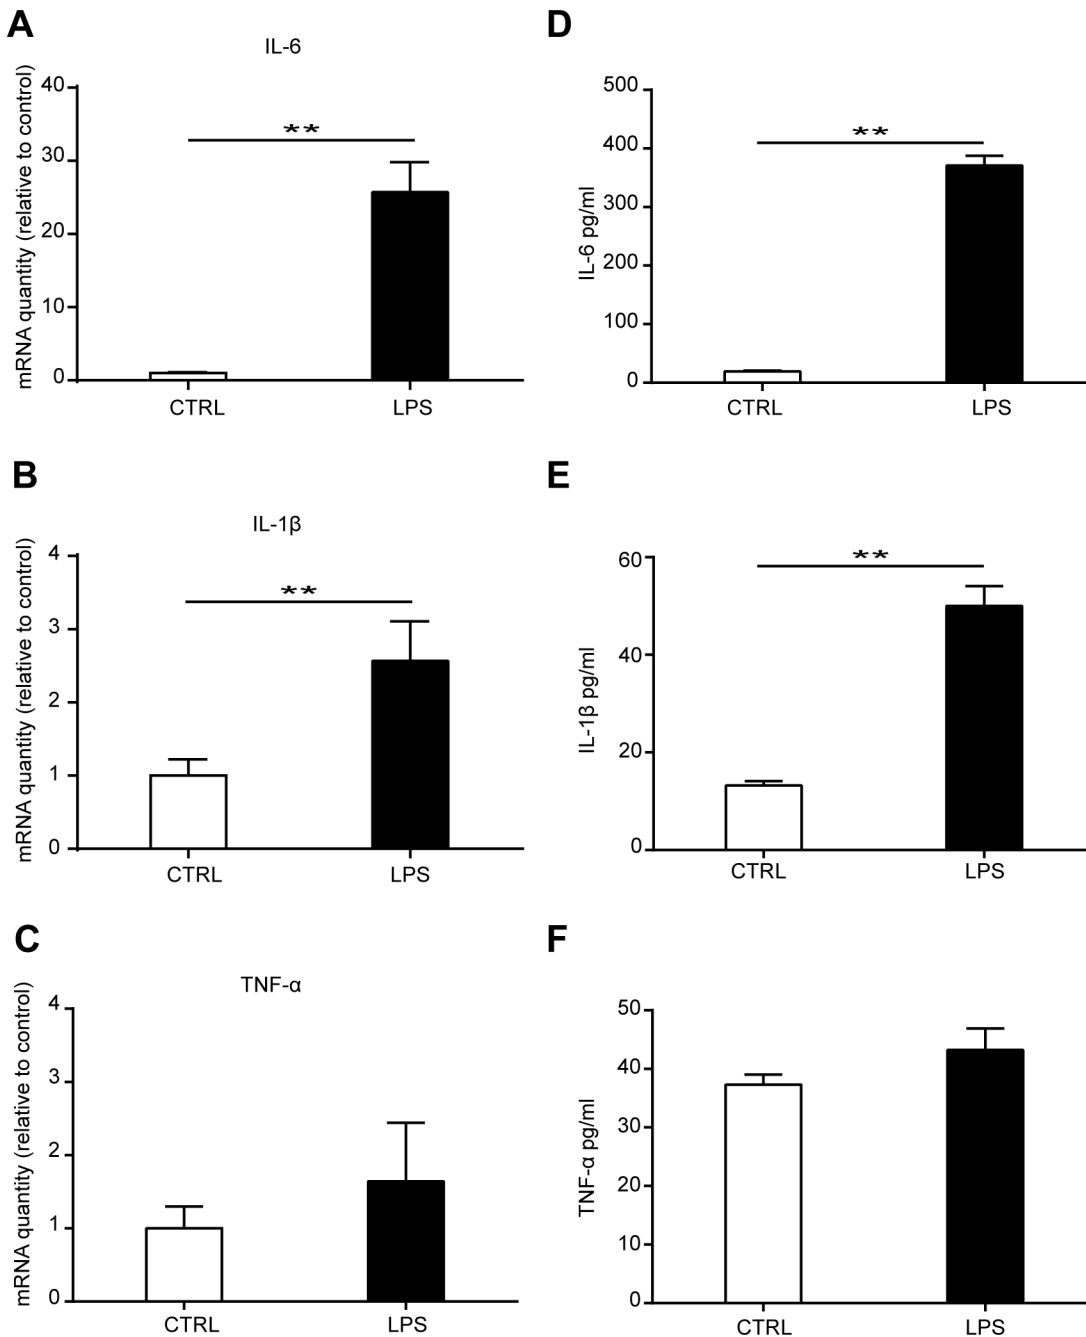 A
IL-6
mRNA quantity (relative to control)
40
30
20
10
0
**
CTRL LPS
D
IL-6 pg/ml
500
400
300
200
100
0
**
CTRL LPS
B
IL-1β
mRNA quantity (relative to control)
4
3
2
1
0
**
CTRL LPS
E
IL-1β pg/ml
60
40
20
0
**
CTRL LPS
C
TNF-α
mRNA quantity (relative to control)
4
3
2
1
0
CTRL LPS
F
TNF-α pg/ml
50
40
30
20
10
0
CTRL LPS